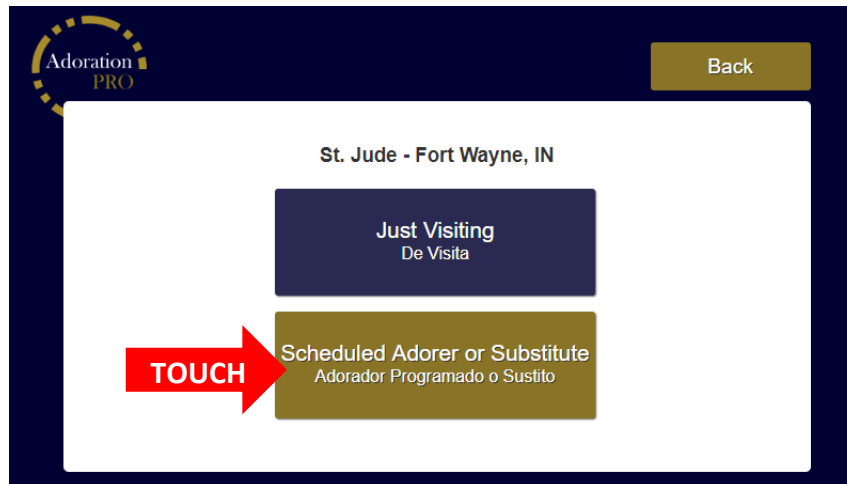 Adoration
PRO
Back
St. Jude - Fort Wayne, IN
Just Visiting
De Visita
TOUCH
Scheduled Adorer or Substitute
Adorador Programado o Sustito